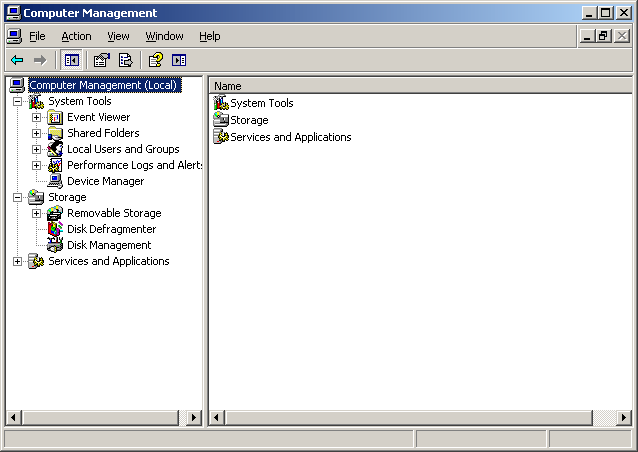 Computer Management
File Action View Window Help
Computer Management (Local)
System Tools
Event Viewer
Shared Folders
Local Users and Groups
Performance Logs and Alerts
Device Manager
Storage
Removable Storage
Disk Defragmenter
Disk Management
Services and Applications
Name
System Tools
Storage
Services and Applications